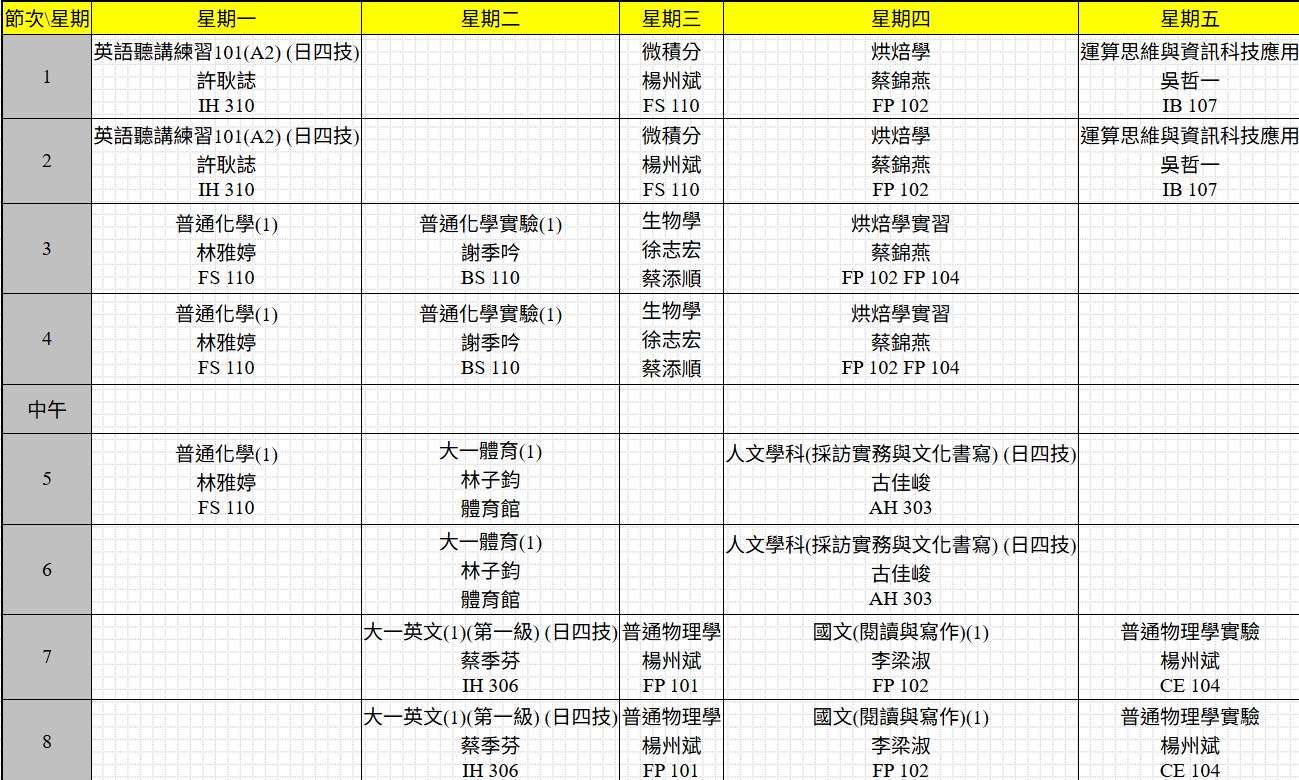 節次\星期 星期一 星期二 星期三 星期四 星期五
1
英語聽講練習101(A2) (日四技)
許耿誌
IH 310
微積分
楊州斌
FS 110
烘焙學
蔡錦燕
FP 102
運算思維與資訊科技應用
吳哲一
IB 107
2
英語聽講練習101(A2) (日四技)
許耿誌
IH 310
微積分
楊州斌
FS 110
烘焙學
蔡錦燕
FP 102
運算思維與資訊科技應用
吳哲一
IB 107
3
普通化學(1)
林雅婷
FS 110
普通化學實驗(1)
謝季吟
BS 110
生物學
徐志宏
蔡添順
烘焙學實習
蔡錦燕
FP 102 FP 104
4
普通化學(1)
林雅婷
FS 110
普通化學實驗(1)
謝季吟
BS 110
生物學
徐志宏
蔡添順
烘焙學實習
蔡錦燕
FP 102 FP 104
中午
5
普通化學(1)
林雅婷
FS 110
大一體育(1)
林子鈞
體育館
人文學科(採訪實務與文化書寫) (日四技)
古佳峻
AH 303
6
大一體育(1)
林子鈞
體育館
人文學科(採訪實務與文化書寫) (日四技)
古佳峻
AH 303
7
大一英文(1)(第一級) (日四技)
蔡季芬
IH 306
普通物理學
楊州斌
FP 101
國文(閱讀與寫作)(1)
李梁淑
FP 102
普通物理學實驗
楊州斌
CE 104
8
大一英文(1)(第一級) (日四技)
蔡季芬
IH 306
普通物理學
楊州斌
FP 101
國文(閱讀與寫作)(1)
李梁淑
FP 102
普通物理學實驗
楊州斌
CE 104